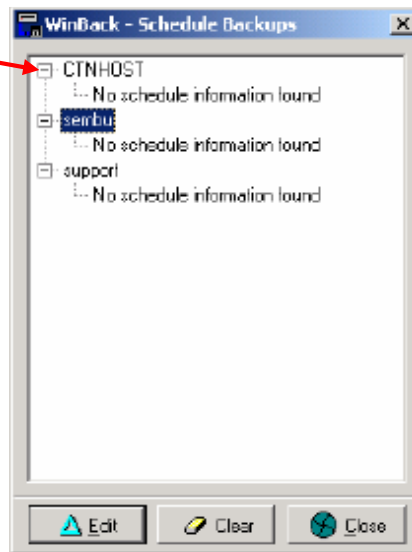 WinBack - Schedule Backups
CTNHOST
No schedule information found
sembu
No schedule information found
support
No schedule information found
Edit
Clear
Close